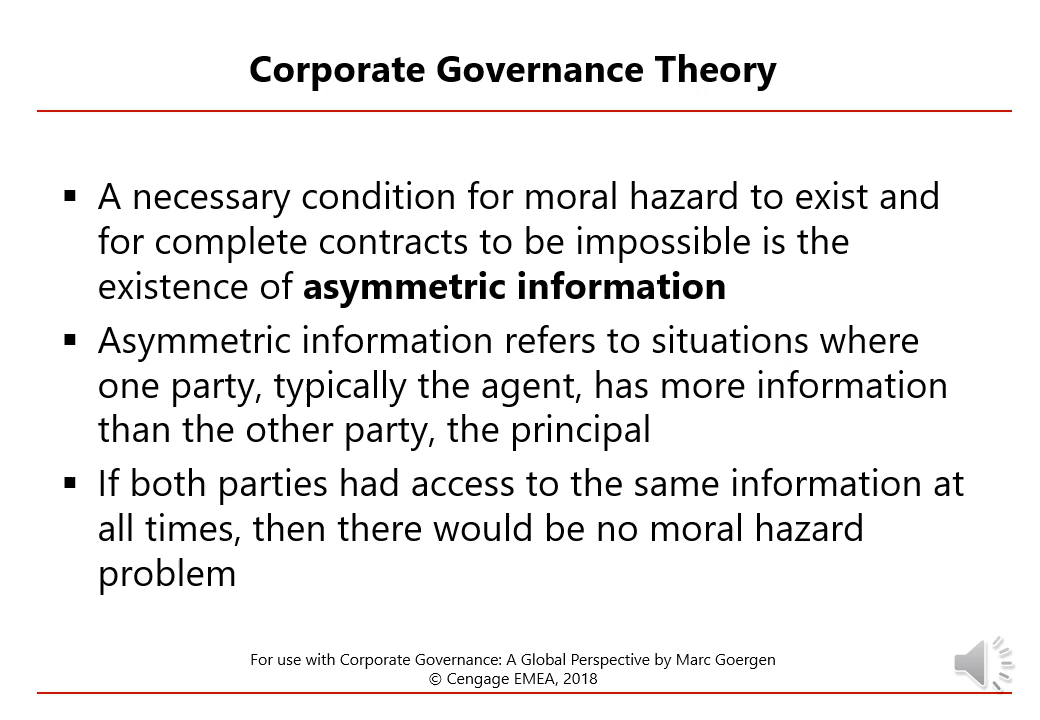 Corporate Governance Theory
▪ A necessary condition for moral hazard to exist and
for complete contracts to be impossible is the
existence of asymmetric information
▪ Asymmetric information refers to situations where
one party, typically the agent, has more information
than the other party, the principal
▪ If both parties had access to the same information at
all times, then there would be no moral hazard
problem
For use with Corporate Governance: A Global Perspective by Marc Goergen
© Cengage EMEA, 2018